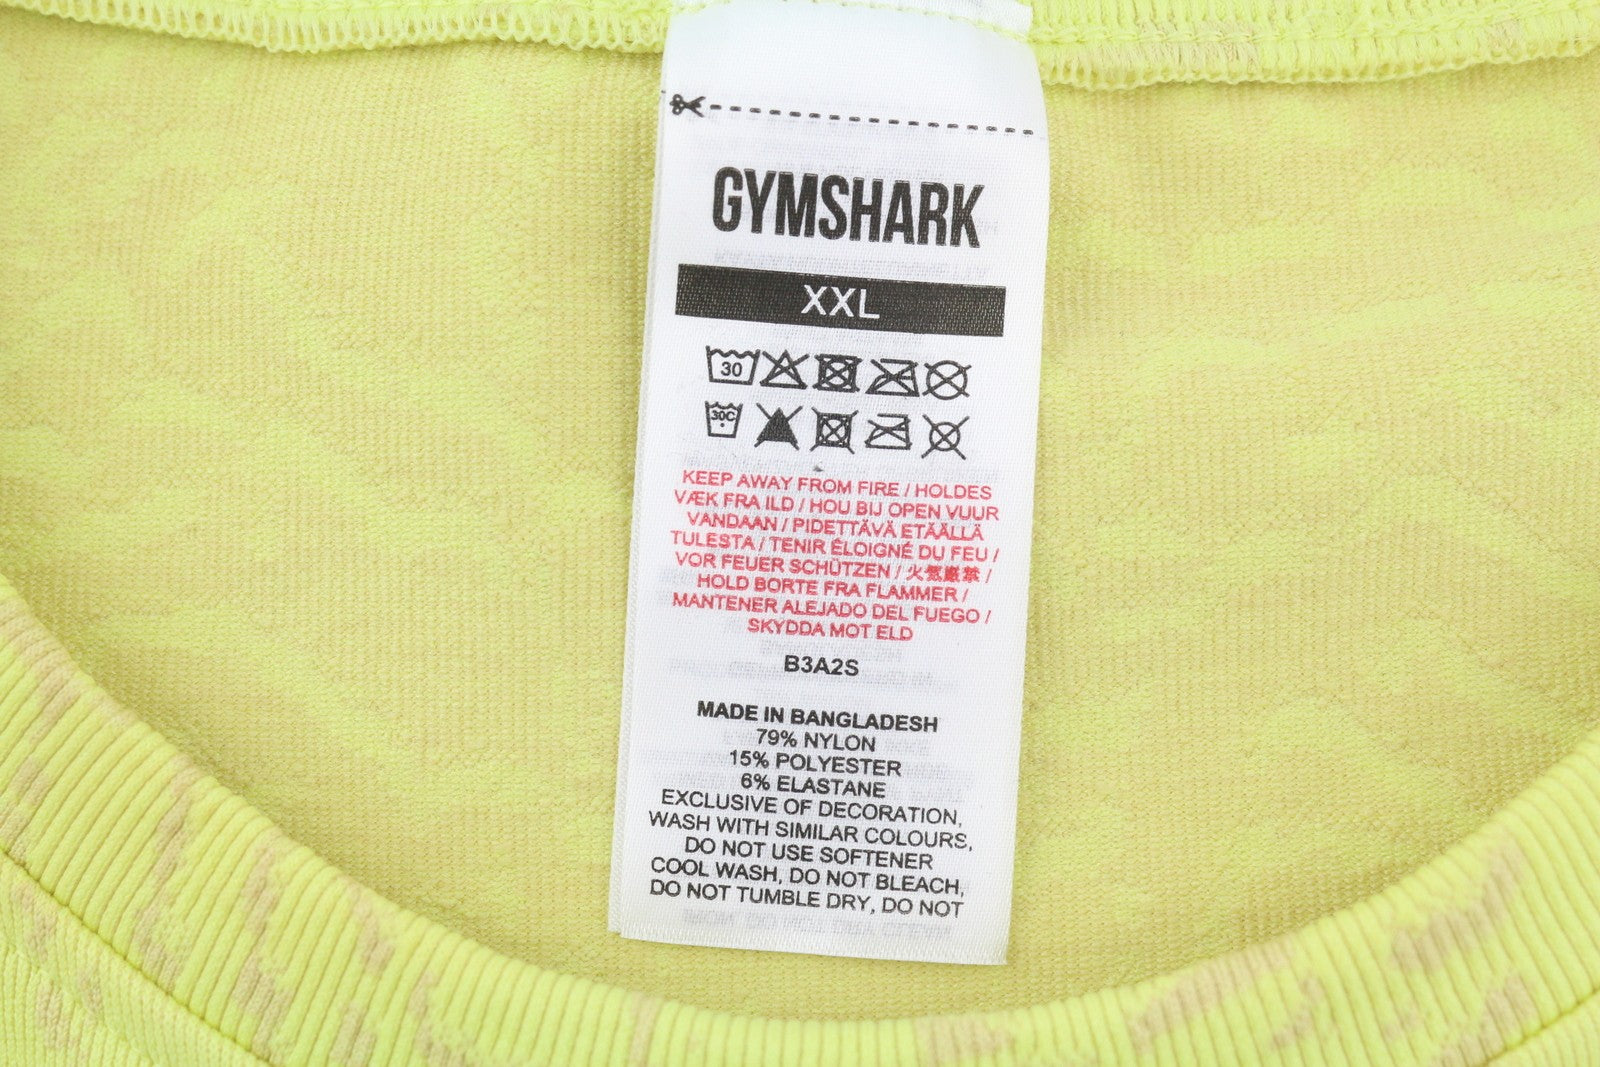 GYMSHARK
XXL
30
30C
KEEP AWAY FROM FIRE / HOLDES
VÆK FRA ILD / HOU BIJ OPEN VUUR
VANDAAN / PIDETTÄVÄ ETÄÄLLÄ
TULESTA / TENIR ÉLOIGNÉ DU FEU /
VOR FEUER SCHÜTZEN / 火気厳禁 /
HOLD BORTE FRA FLAMMER /
MANTENER ALEJADO DEL FUEGO /
SKYDDA MOT ELD
B3A2S
MADE IN BANGLADESH
79% NYLON
15% POLYESTER
6% ELASTANE
EXCLUSIVE OF DECORATION,
WASH WITH SIMILAR COLOURS,
DO NOT USE SOFTENER
COOL WASH, DO NOT BLEACH,
DO NOT TUMBLE DRY, DO NOT